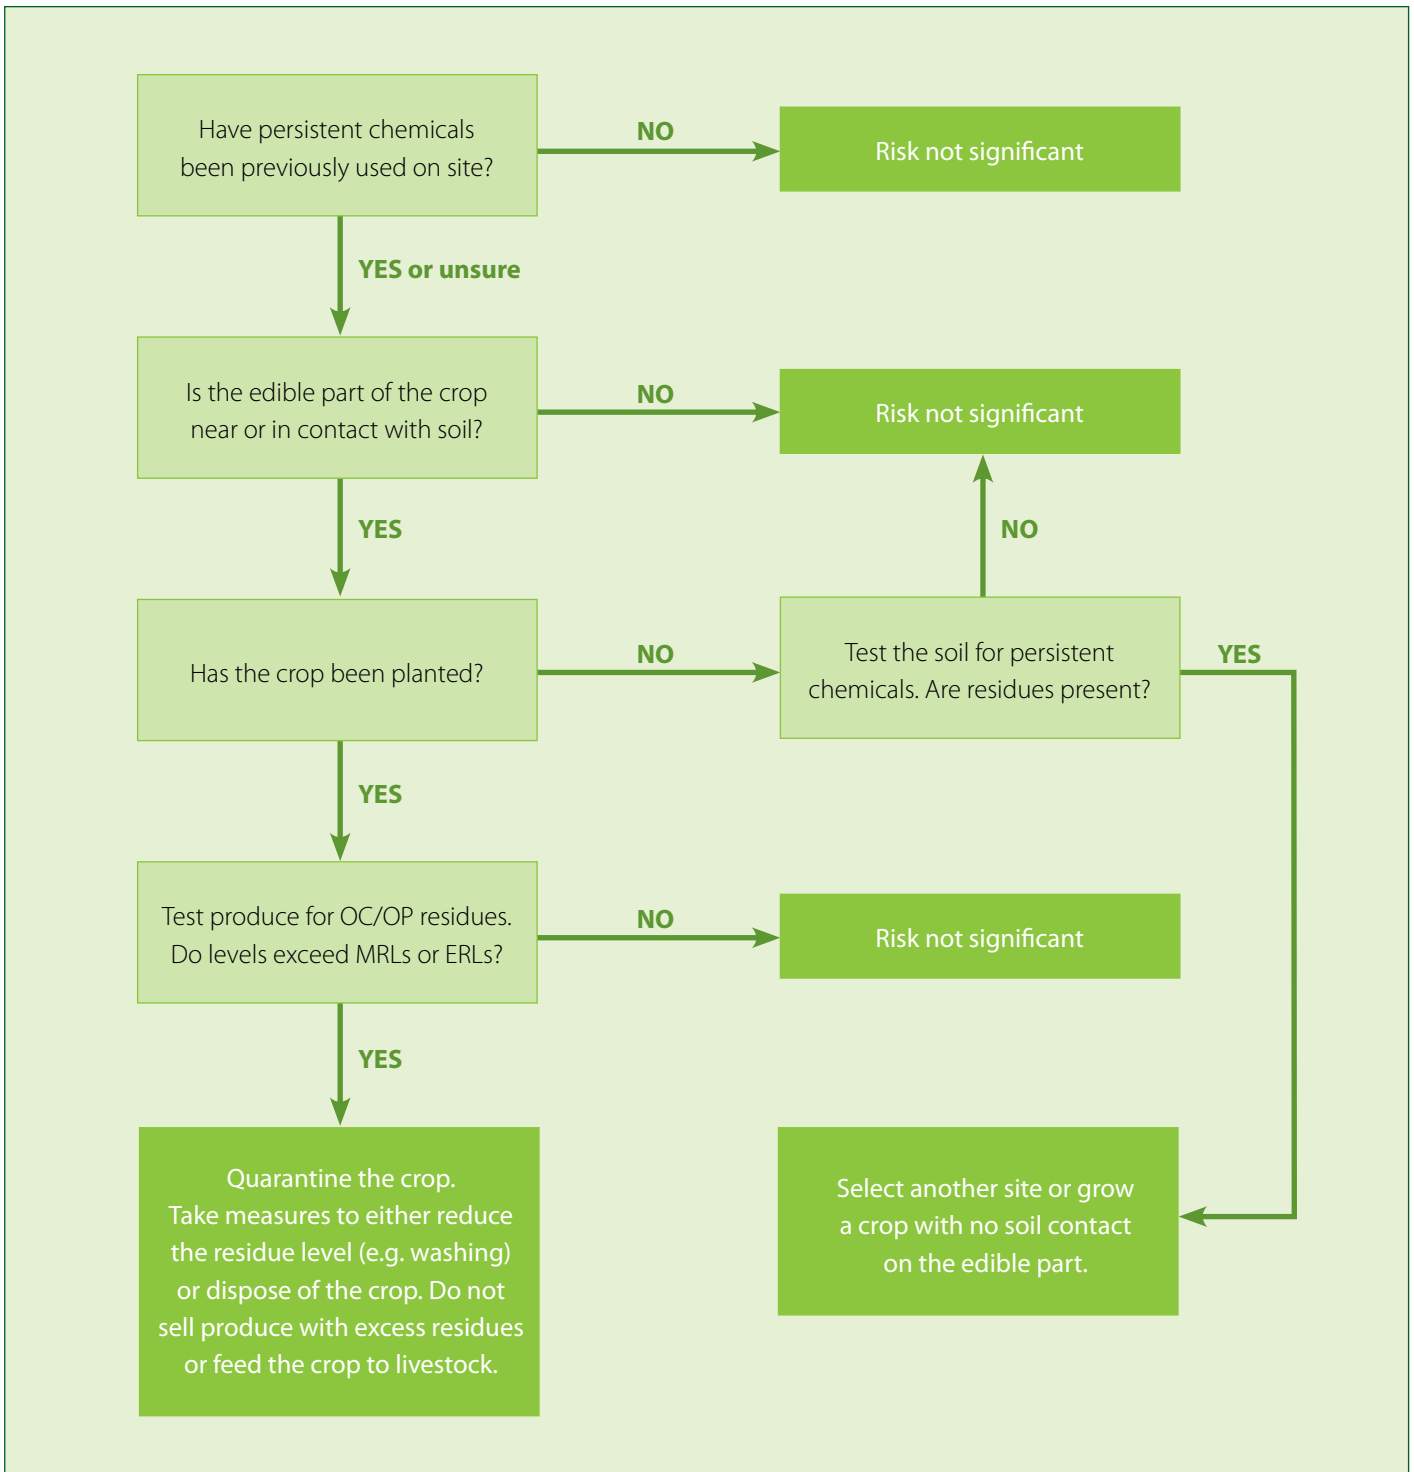 Have persistent chemicals
been previously used on site?
NO
Risk not significant
YES or unsure
Is the edible part of the crop
near or in contact with soil?
NO
Risk not significant
YES
NO
Has the crop been planted?
NO
Test the soil for persistent
chemicals. Are residues present?
YES
YES
Test produce for OC/OP residues.
Do levels exceed MRLs or ERLs?
NO
Risk not significant
YES
Quarantine the crop.
Take measures to either reduce
the residue level (e.g. washing)
or dispose of the crop. Do not
sell produce with excess residues
or feed the crop to livestock.
Select another site or grow
a crop with no soil contact
on the edible part.